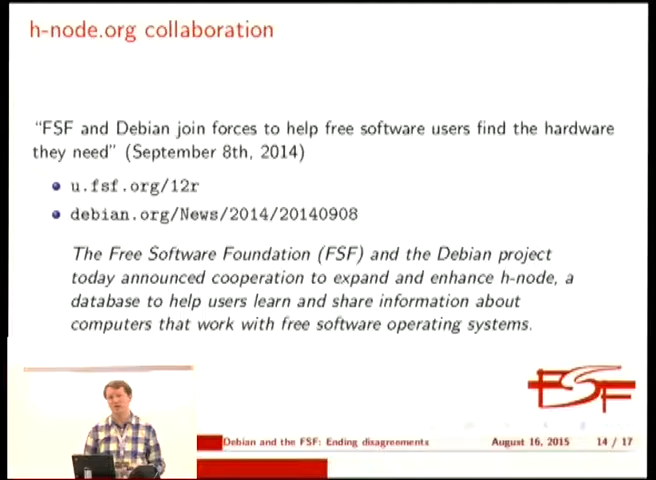 h-node.org collaboration
“FSF and Debian join forces to help free software users find the hardware
they need” (September 8th, 2014)
u.fsf.org/12r
debian.org/News/2014/20140908
The Free Software Foundation (FSF) and the Debian project
today announced cooperation to expand and enhance h-node, a
database to help users learn and share information about
computers that work with free software operating systems.
FSF
Debian and the FSF: Ending disagreements August 16, 2015 14 / 17